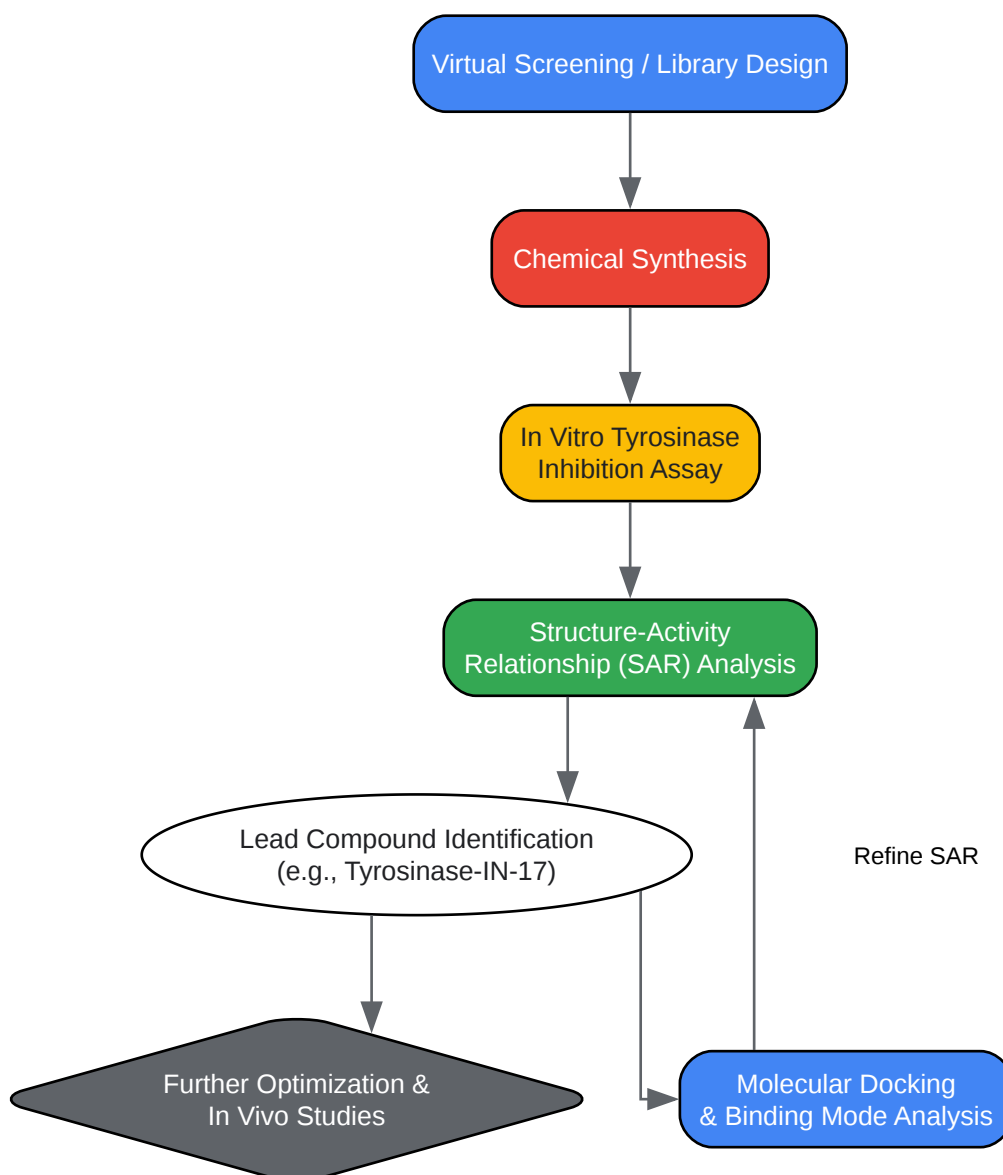 Virtual Screening / Library Design
Chemical Synthesis
In Vitro Tyrosinase
Inhibition Assay
Structure-Activity
Relationship (SAR) Analysis
Lead Compound Identification
(e.g., Tyrosinase-IN-17)
Refine SAR
Further Optimization &
In Vivo Studies
Molecular Docking
& Binding Mode Analysis